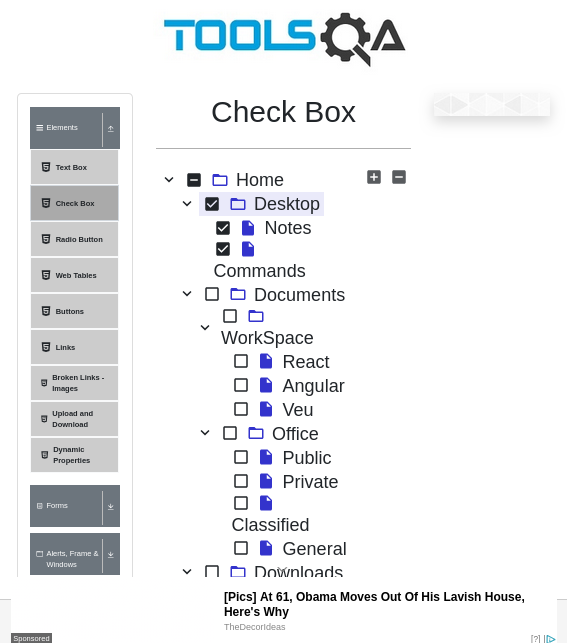 TOOLSQA
Check Box
Elements
Text Box
Check Box
Radio Button
Web Tables
Buttons
Links
Broken Links -
Images
Upload and
Download
Dynamic
Properties
Forms
Alerts, Frame &
Windows
Home
Desktop
Notes
Commands
Documents
WorkSpace
React
Angular
Veu
Office
Public
Private
Classified
General
Downloads
[Pics] At 61, Obama Moves Out Of His Lavish House,
Here's Why
TheDecorIdeas
Sponsored
[?]